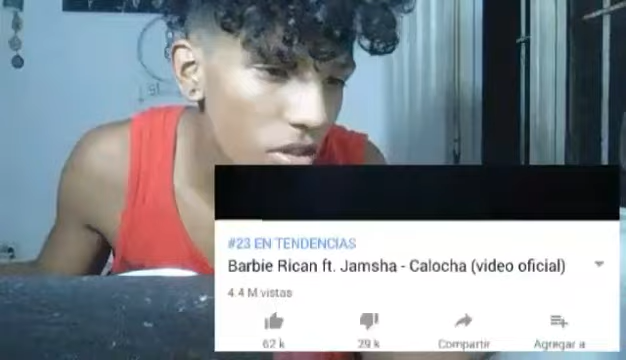 #23 EN TENDENCIAS
Barbie Rican ft. Jamsha - Calocha (video oficial)
4.4 M vistas
62 k 29 k Compartir Agregar a